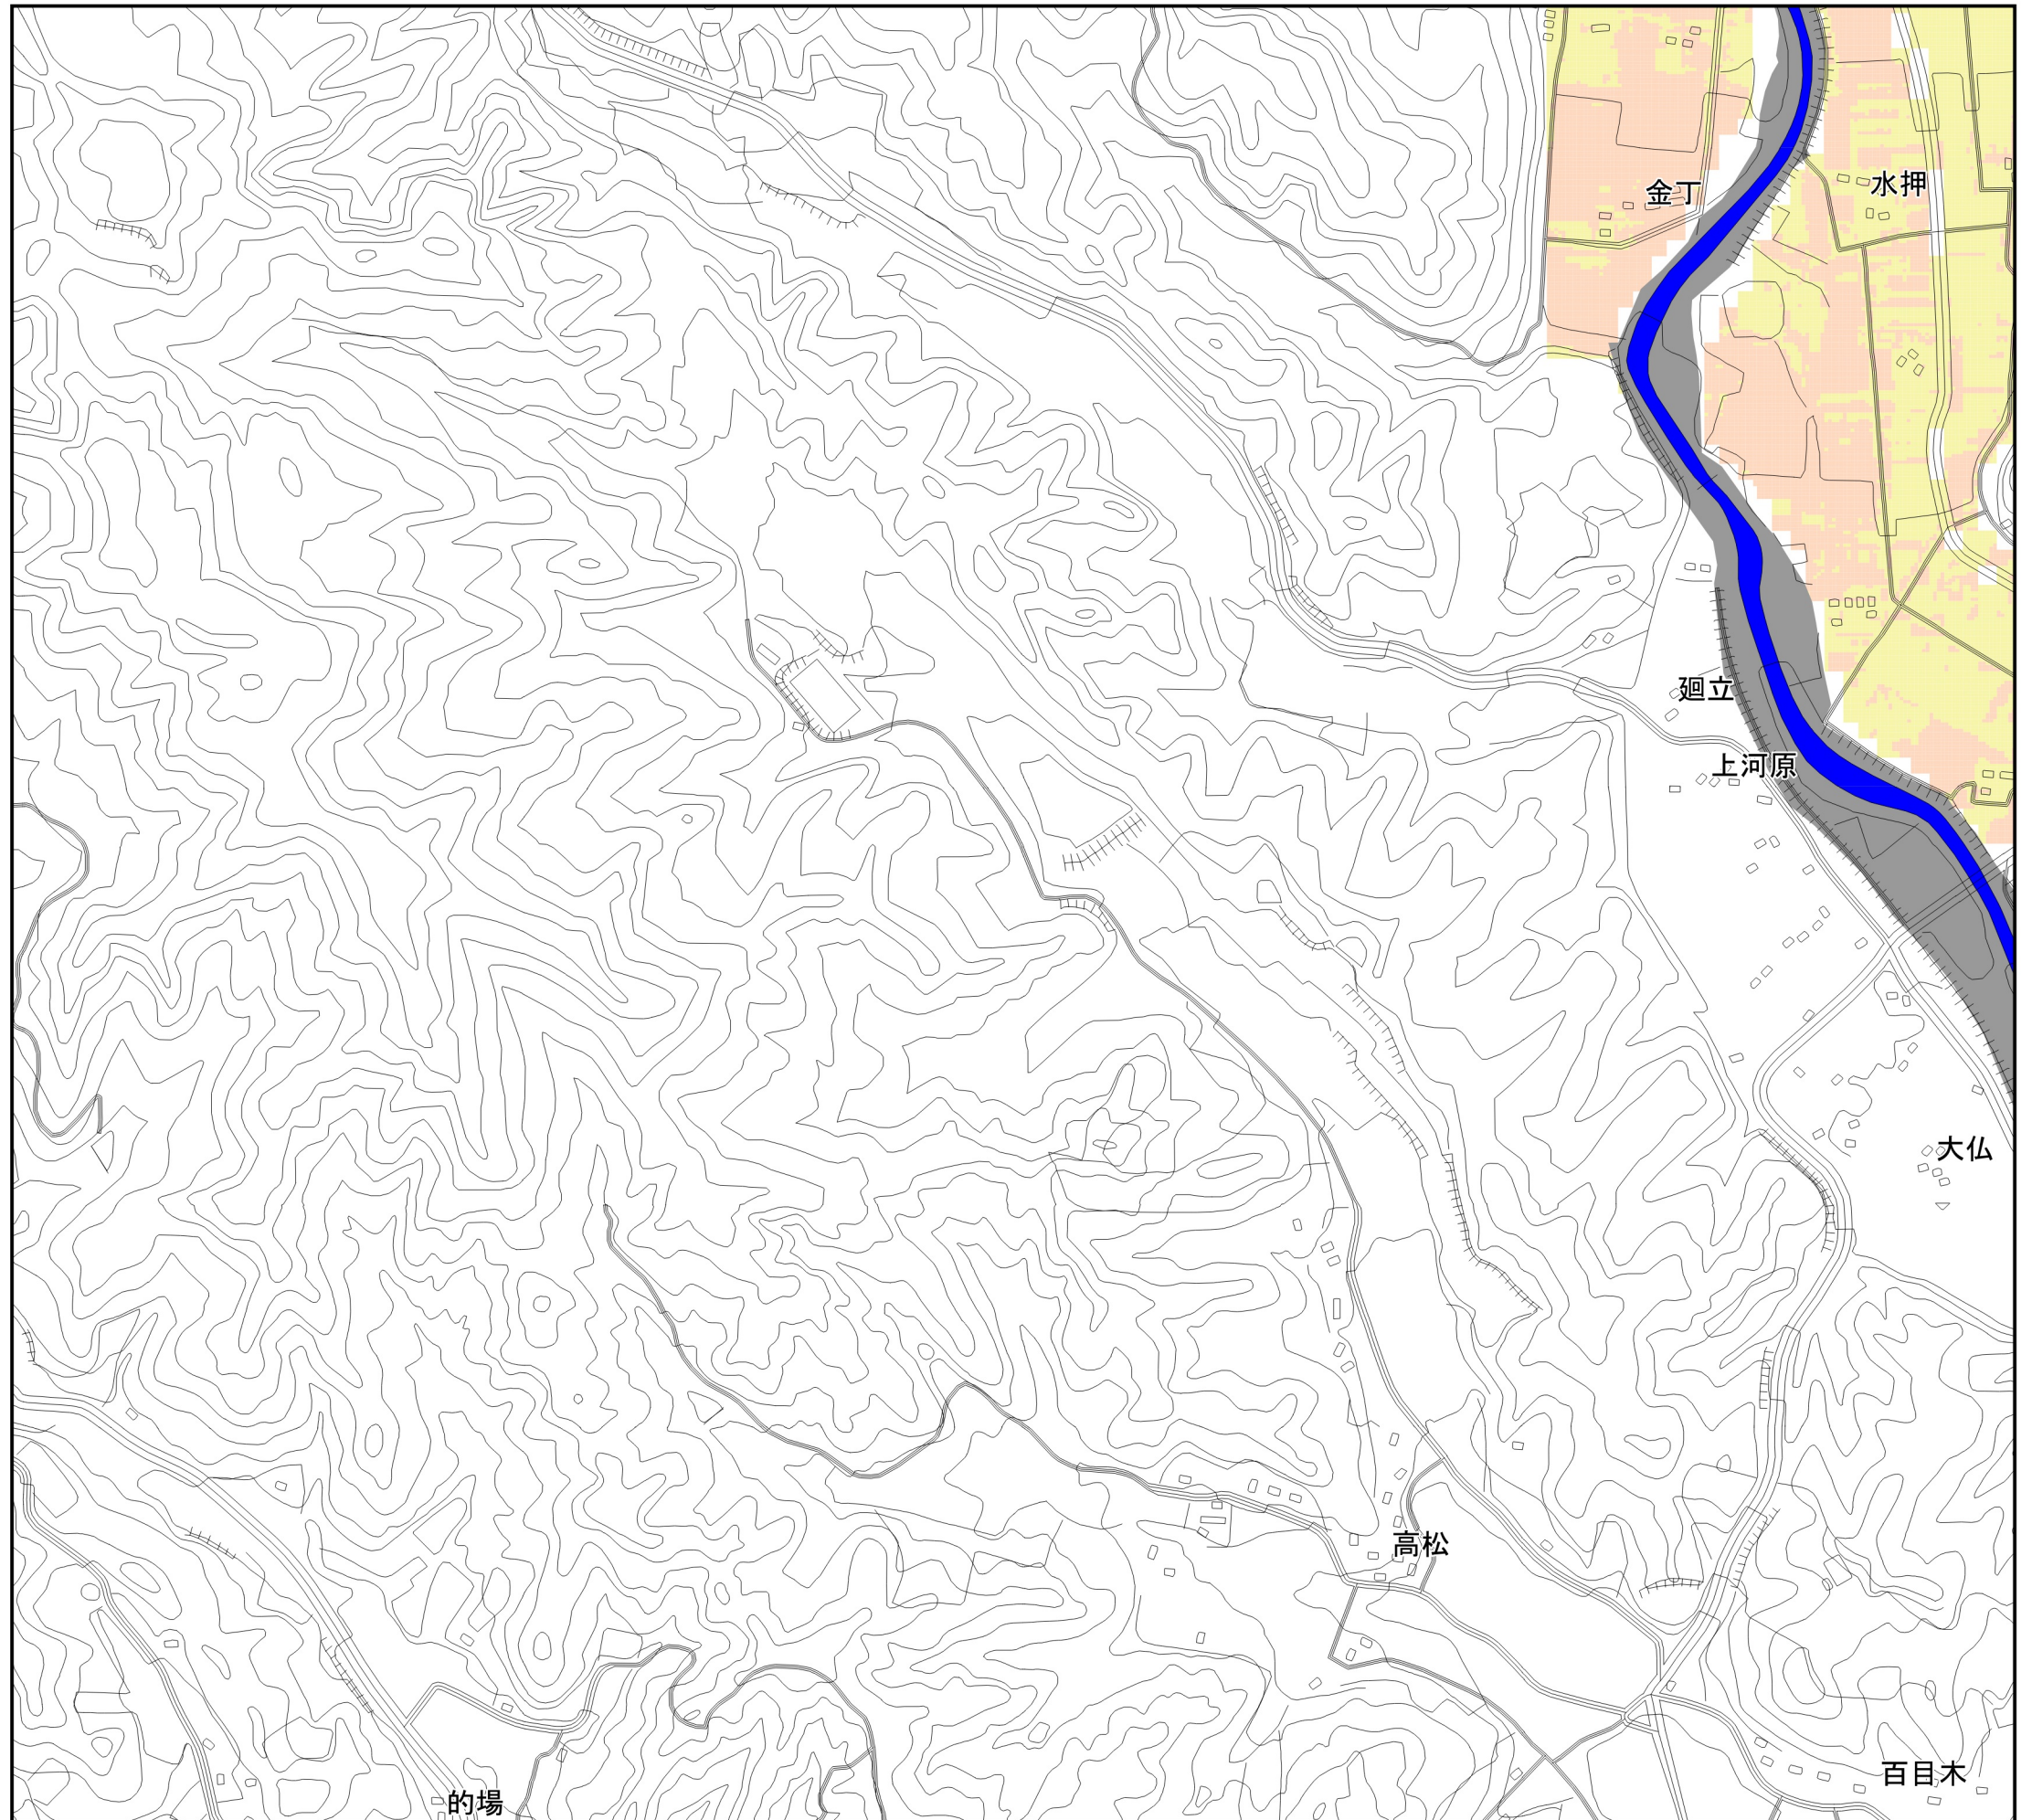 金丁
水押
廻立
上河原
大仏
高松
百目木
的場